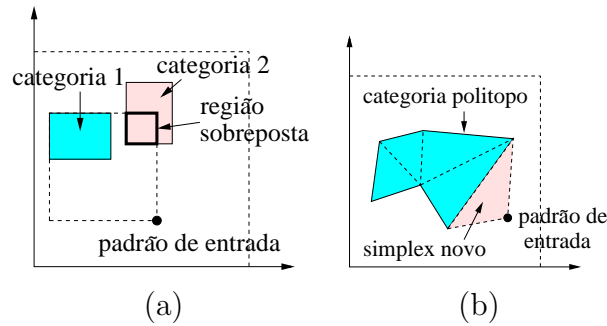 categoria 1
categoria 2
região
sobreposta
padrão de entrada
(a)
categoria politopo
padrão de
entrada
simplex novo
(b)